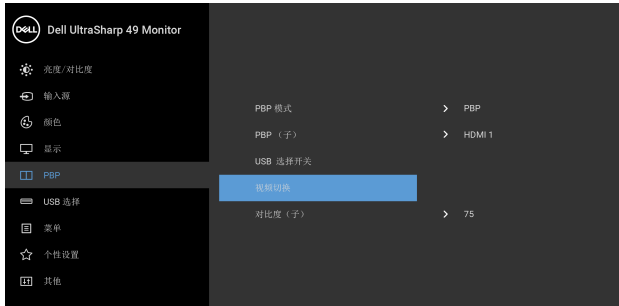 DELL Dell UltraSharp 49 Monitor
亮度/对比度
输入源
颜色
显示
PBP
USB 选择
菜单
个性设置
其他
PBP 模式 > PBP
PBP （子） > HDMI 1
USB 选择开关
视频切换
对比度（子） > 75